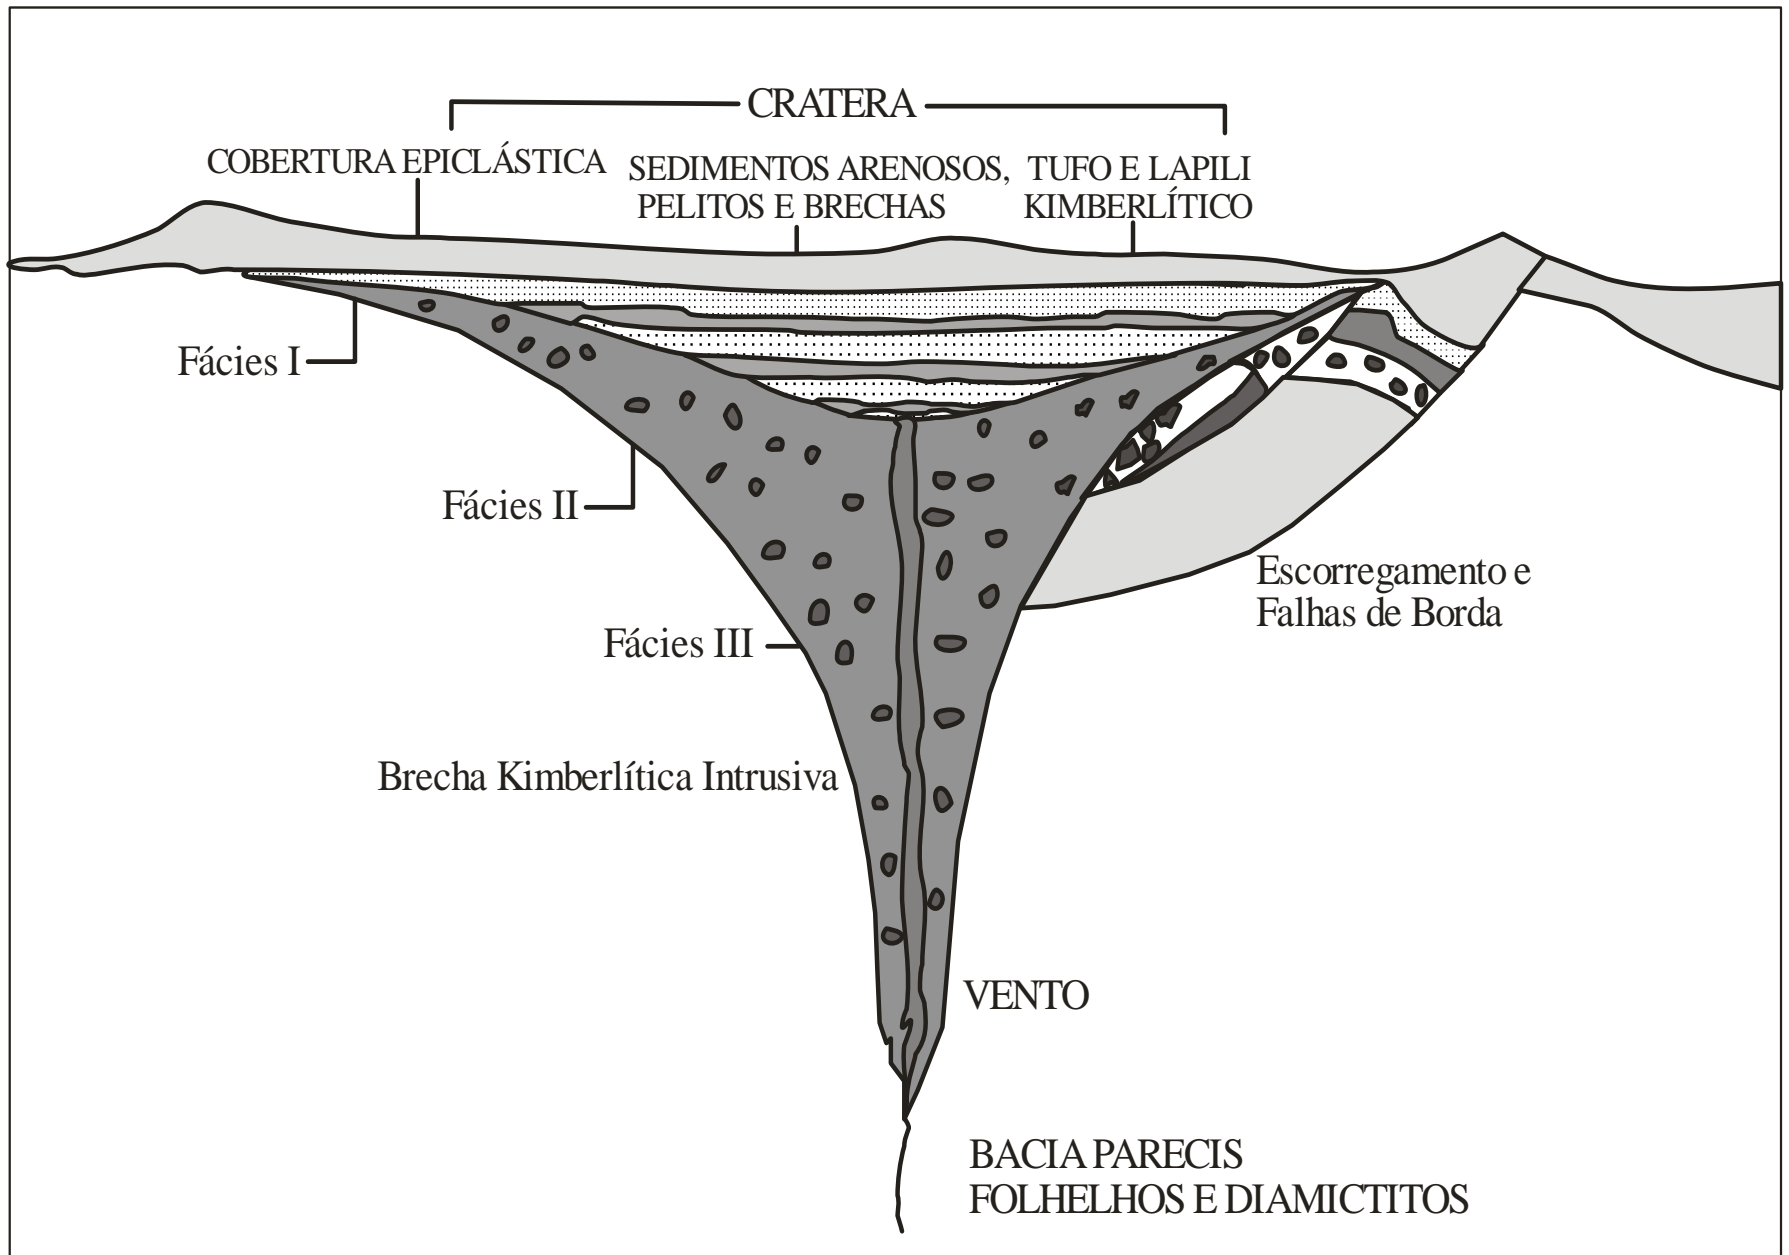 CRATERA
COBERTURA EPICLÁSTICA
SEDIMENTOS ARENOSOS,
PELITOS E BRECHAS
TUFO E LAPILI
KIMBERLÍTICO
Fácies I
Fácies II
Escorregamento e
Falhas de Borda
Fácies III
Brecha Kimberlítica Intrusiva
VENTO
BACIA PARECIS
FOLHELHOS E DIAMICTITOS